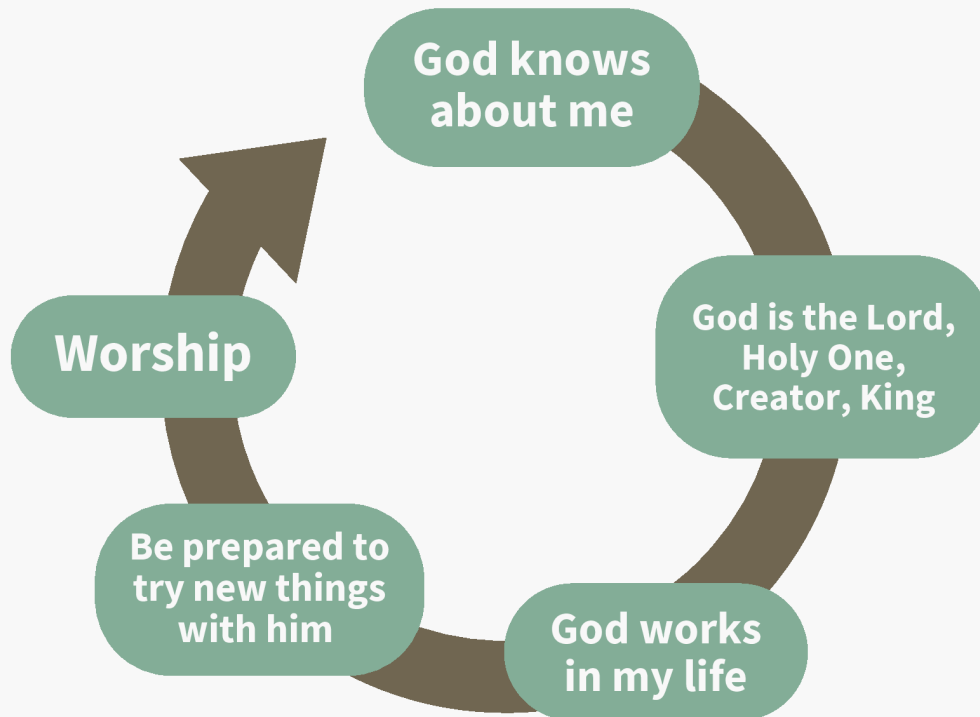 God knows
about me
God is the Lord,
Holy One,
Creator, King
God works
in my life
Be prepared to
try new things
with him
Worship